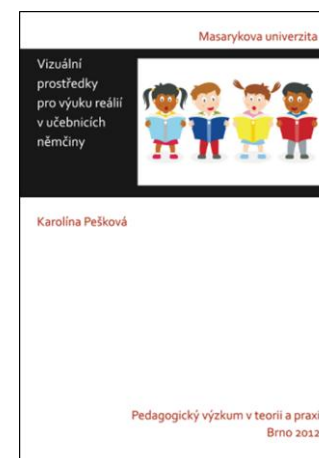 Masarykova univerzita
Vizuální
prostředky
pro výuku reálií
v učebnicích
němčiny
Karolína Pešková
Pedagogický výzkum v teorii a praxi
Brno 2012